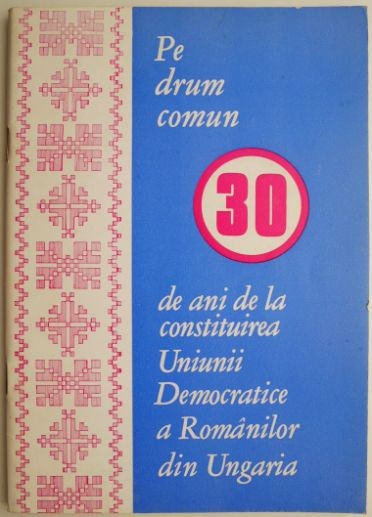 Pe
drum
comun
30
de ani de la
constituirea
Uniunii
Democratice
a Românilor
din Ungaria